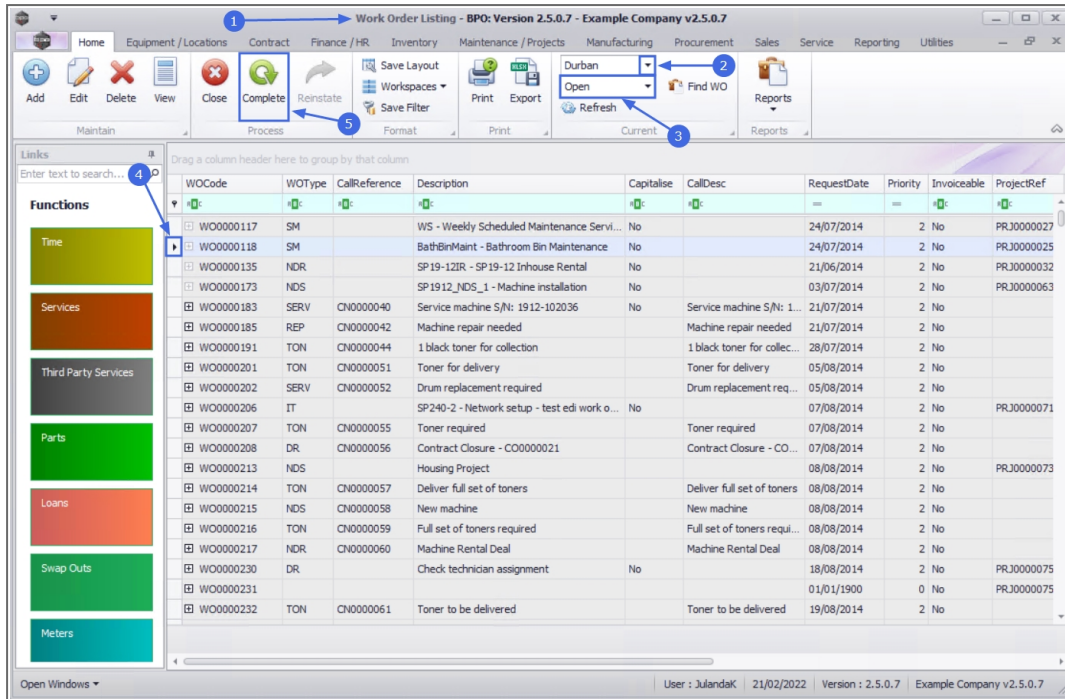 1
Work Order Listing - BPO: Version 2.5.0.7 - Example Company v2.5.0.7
Home Equipment / Locations Contract Finance / HR Inventory Maintenance / Projects Manufacturing Procurement Sales Service Reporting Utilities
Add Edit Delete View
Maintain
Close Complete Reinstate
Process
5
Save Layout
Workspaces
Save Filter
Format
Print Export
Print
Durban
2
Open
Find WO
Refresh
Current
3
Reports
Reports
Links
Enter text to search...
4
Functions
Time
Services
Third Party Services
Parts
Loans
Swap Outs
Meters
Drag a column header here to group by that column
WOCode WOType CallReference Description Capitalise CallDesc RequestDate Priority Invoiceable ProjectRef
WO0000117 SM WS - Weekly Scheduled Maintenance Servi... No 24/07/2014 2 No PRJ0000027
WO0000118 SM BathBinMaint - Bathroom Bin Maintenance No 24/07/2014 2 No PRJ0000025
WO0000135 NDR SP19-12IR - SP19-12 Inhouse Rental No 21/06/2014 2 No PRJ0000032
WO0000173 NDS SP1912_NDS_1 - Machine installation No 03/07/2014 2 No PRJ0000063
WO0000183 SERV CN0000040 Service machine S/N: 1912-102036 No Service machine S/N: 1... 21/07/2014 2 No
WO0000185 REP CN0000042 Machine repair needed Machine repair needed 21/07/2014 2 No
WO0000191 TON CN0000044 1 black toner for collection 1 black toner for collec... 28/07/2014 2 No
WO0000201 TON CN0000051 Toner for delivery Toner for delivery 05/08/2014 2 No
WO0000202 SERV CN0000052 Drum replacement required Drum replacement req... 05/08/2014 2 No
WO0000206 IT SP240-2 - Network setup - test edi work o... No 07/08/2014 2 No PRJ0000071
WO0000207 TON CN0000055 Toner required Toner required 07/08/2014 2 No
WO0000208 DR CN0000056 Contract Closure - CO0000021 Contract Closure - CO... 07/08/2014 2 No
WO0000213 NDS Housing Project 08/08/2014 2 No PRJ0000073
WO0000214 TON CN0000057 Deliver full set of toners Deliver full set of toners 08/08/2014 2 No
WO0000215 NDS CN0000058 New machine New machine 08/08/2014 2 No
WO0000216 TON CN0000059 Full set of toners required Full set of toners requi... 08/08/2014 2 No
WO0000217 NDR CN0000060 Machine Rental Deal Machine Rental Deal 08/08/2014 2 No
WO0000230 DR Check technician assignment No 18/08/2014 2 No PRJ0000075
WO0000231 01/01/1900 0 No PRJ0000075
WO0000232 TON CN0000061 Toner to be delivered Toner to be delivered 19/08/2014 2 No
Open Windows User : JulandaK 21/02/2022 Version : 2.5.0.7 Example Company v2.5.0.7